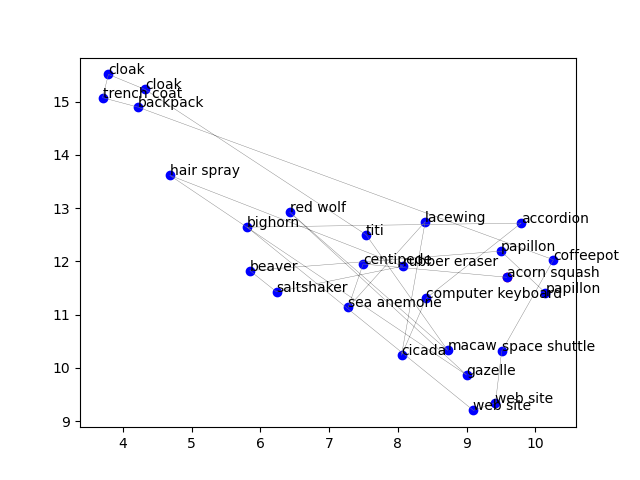 cloak
cloak
trench coat
backpack
hair spray
red wolf
bighorn
titi
lacewing
accordion
papillon
coffeepot
centipede
rubber eraser
beaver
acorn squash
saltshaker
papillon
computer keyboard
sea anemone
cicada
macaw
space shuttle
gazelle
web site
web site
15
14
13
12
11
10
9
4
5
6
7
8
9
10